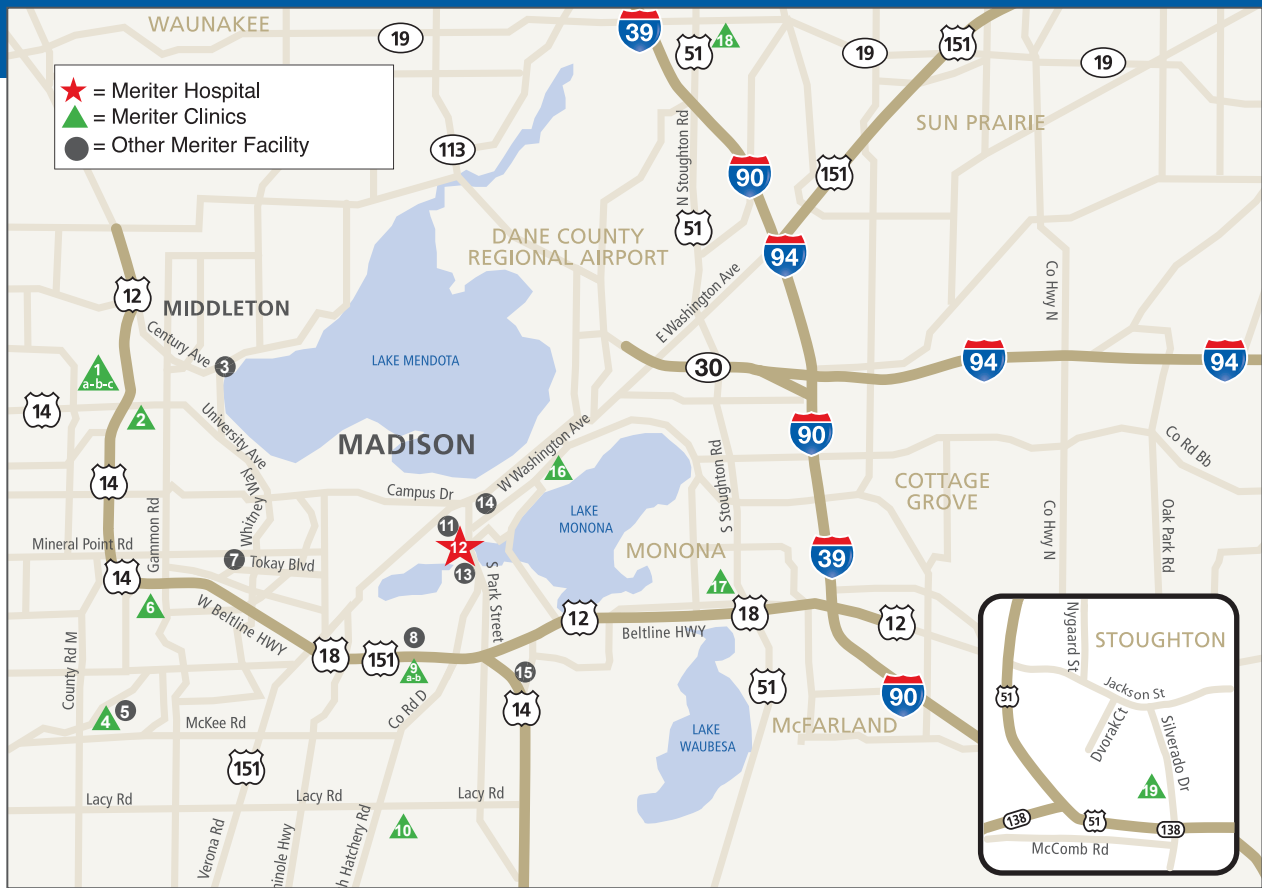 WAUNAKEE
19
39
51
18
19
151
19
= Meriter Hospital
= Meriter Clinics
= Other Meriter Facility
SUN PRAIRIE
113
N Stoughton Rd
90
151
51
DANE COUNTY
REGIONAL AIRPORT
94
E Washington Ave
Co Hwy N
12
MIDDLETON
Century Ave
3
LAKE MENDOTA
30
94
94
1
a-b-c
14
2
University Ave
MADISON
W Washington Ave
16
90
Co Rd Bb
S Stoughton Rd
14
Gammon Rd
Whitney Way
Campus Dr
14
COTTAGE
GROVE
Co Hwy N
Oak Park Rd
11
LAKE
MONONA
Mineral Point Rd
12
MONONA
39
7
Tokay Blvd
13
S Park Street
14
17
6
W Beltline HWY
12
Beltline HWY
18
12
18
151
8
9
a-b
County Rd M
15
51
90
4
5
McKee Rd
Co Rd D
14
LAKE
WAUBESA
McFARLAND
151
Lacy Rd
Lacy Rd
Lacy Rd
10
Verona Rd
minole Hwy
h Hatchery Rd
Nygaard St
STOUGHTON
51
Jackson St
DvorakCt
Silverado Dr
19
138
51
138
McComb Rd